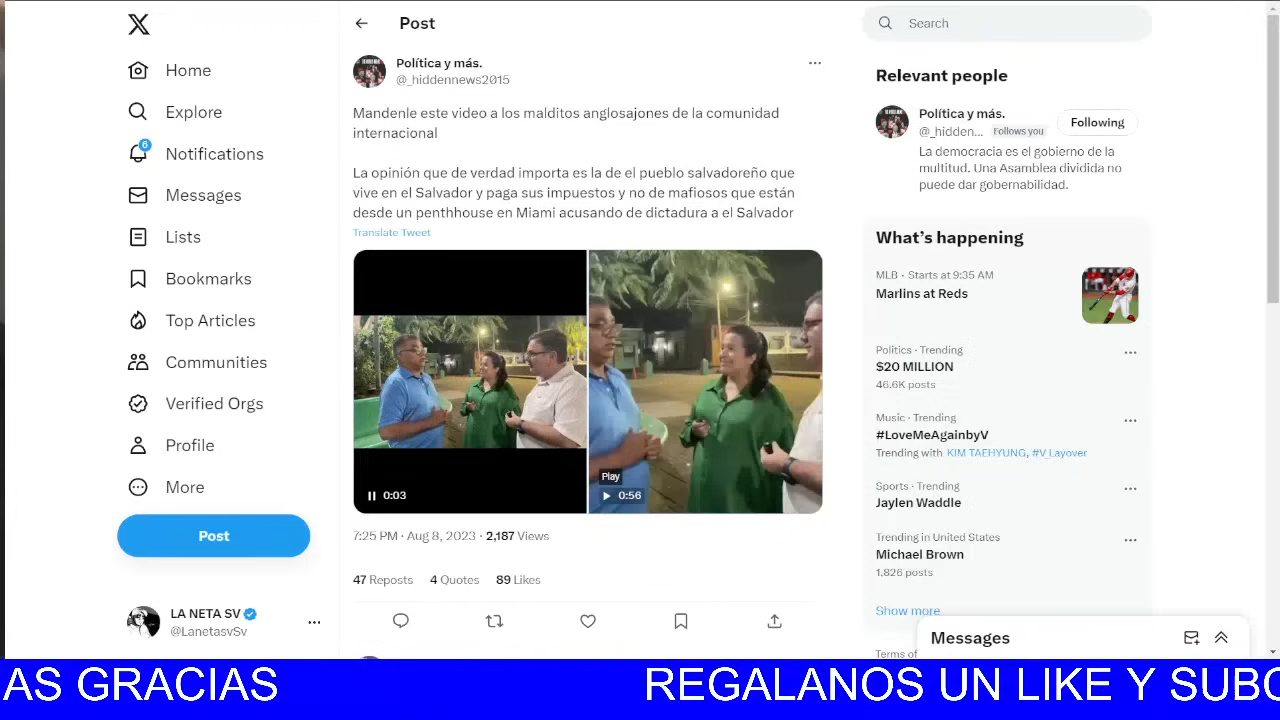 Home
Explore
6
Notifications
Messages
Lists
Bookmarks
Top Articles
Communities
Verified Orgs
Profile
More
Post
LA NETA SV
@LanetasvSv
Post
Política y más.
@_hiddennews2015
Mandenle este video a los malditos anglosajones de la comunidad
internacional
La opinión que de verdad importa es la de el pueblo salvadoreño que
vive en el Salvador y paga sus impuestos y no de mafiosos que están
desde un penthhouse en Miami acusando de dictadura a el Salvador
Translate Tweet
0:03
Play
0:56
7:25 PM · Aug 8, 2023 · 2,187 Views
47 Reposts 4 Quotes 89 Likes
Search
Relevant people
Política y más.
@_hidden... Follows you
Following
La democracia es el gobierno de la
multitud. Una Asamblea dividida no
puede dar gobernabilidad.
What's happening
MLB · Starts at 9:35 AM
Marlins at Reds
Politics · Trending
$20 MILLION
46.6K posts
Music · Trending
#LoveMeAgainbyV
Trending with KIM TAEHYUNG, #V_Layover
Sports · Trending
Jaylen Waddle
Trending in United States
Michael Brown
1,826 posts
Show more
Terms of
Messages
AS GRACIAS REGALANOS UN LIKE Y SUBC